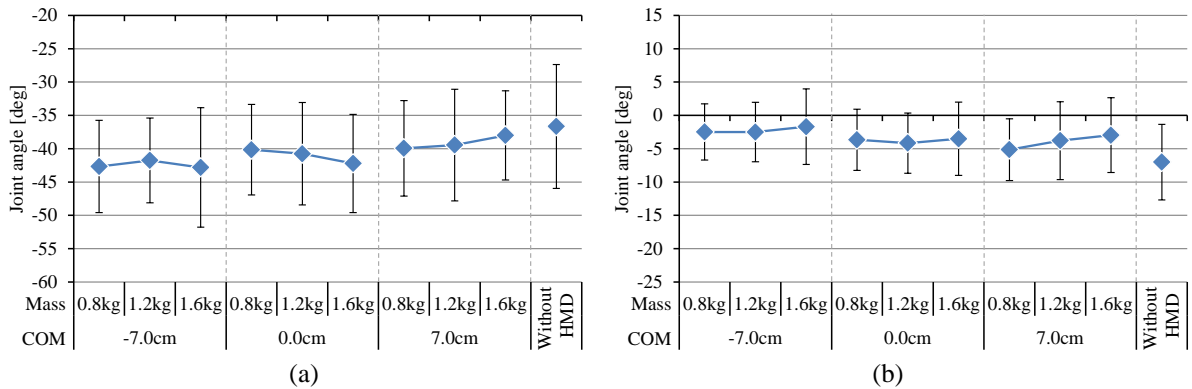 -20
-25
-30
-35
-40
-45
-50
-55
-60
Joint angle [deg]
Mass 0.8kg 1.2kg 1.6kg 0.8kg 1.2kg 1.6kg 0.8kg 1.2kg 1.6kg
COM -7.0cm 0.0cm 7.0cm
Without
HMD
(a)
15
10
5
0
-5
-10
-15
-20
-25
Joint angle [deg]
Mass 0.8kg 1.2kg 1.6kg 0.8kg 1.2kg 1.6kg 0.8kg 1.2kg 1.6kg
COM -7.0cm 0.0cm 7.0cm
Without
HMD
(b)